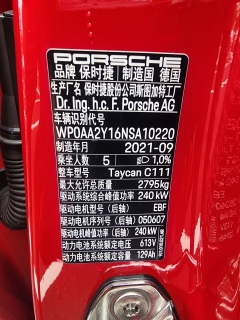 PORSCHE
品牌 保时捷 制造国 德国
生产厂名 保时捷股份公司斯图加特工厂
Dr. Ing. h.c. F. Porsche AG
车辆识别代号
WP0AA2Y16NSA10220
制造年月 2021-09
乘坐人数 5 1,0%
整车型号 Taycan C111
最大允许总质量 2795kg
驱动系统综合峰值功率 240 kW
驱动电机型号（后轴） EBF
驱动电机序列号（后轴） 050607
驱动电机峰值功率（后轴） 240 kW
动力电池系统额定电压 613V
动力电池系统额定容量 129Ah